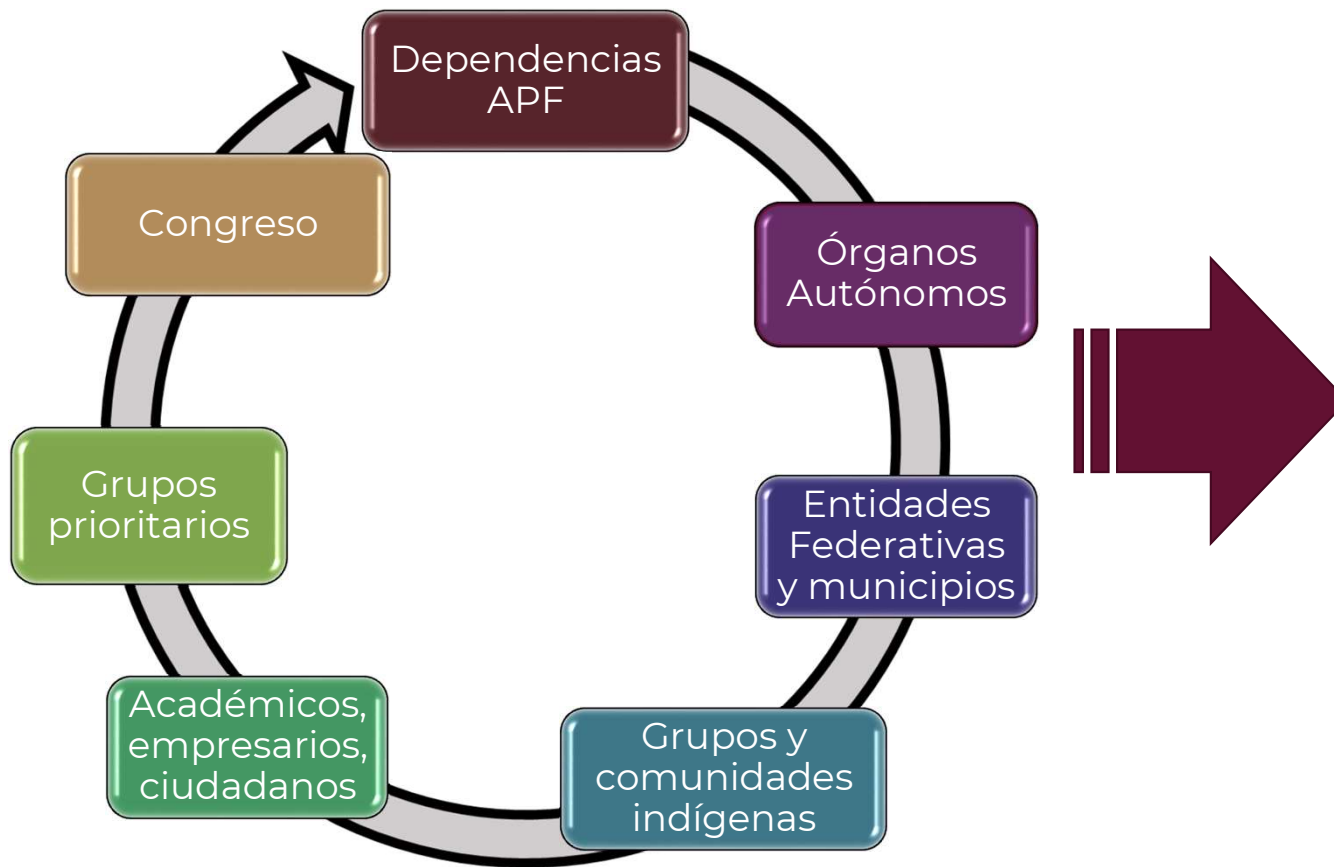 Dependencias
APF
Órganos
Autónomos
Entidades
Federativas
y municipios
Grupos y
comunidades
indígenas
Académicos,
empresarios,
ciudadanos
Grupos
prioritarios
Congreso